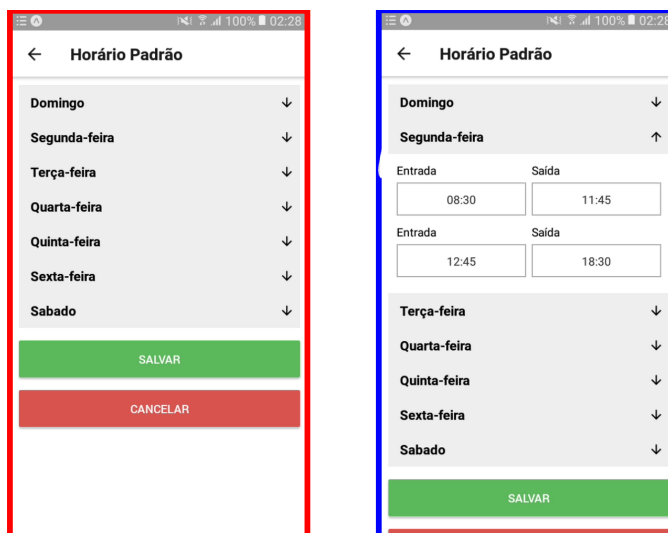 100% 02:28
Horário Padrão
Domingo
Segunda-feira
Terça-feira
Quarta-feira
Quinta-feira
Sexta-feira
Sabado
SALVAR
CANCELAR
100% 02:28
Horário Padrão
Domingo
Segunda-feira
Entrada Saída
08:30 11:45
Entrada Saída
12:45 18:30
Terça-feira
Quarta-feira
Quinta-feira
Sexta-feira
Sabado
SALVAR